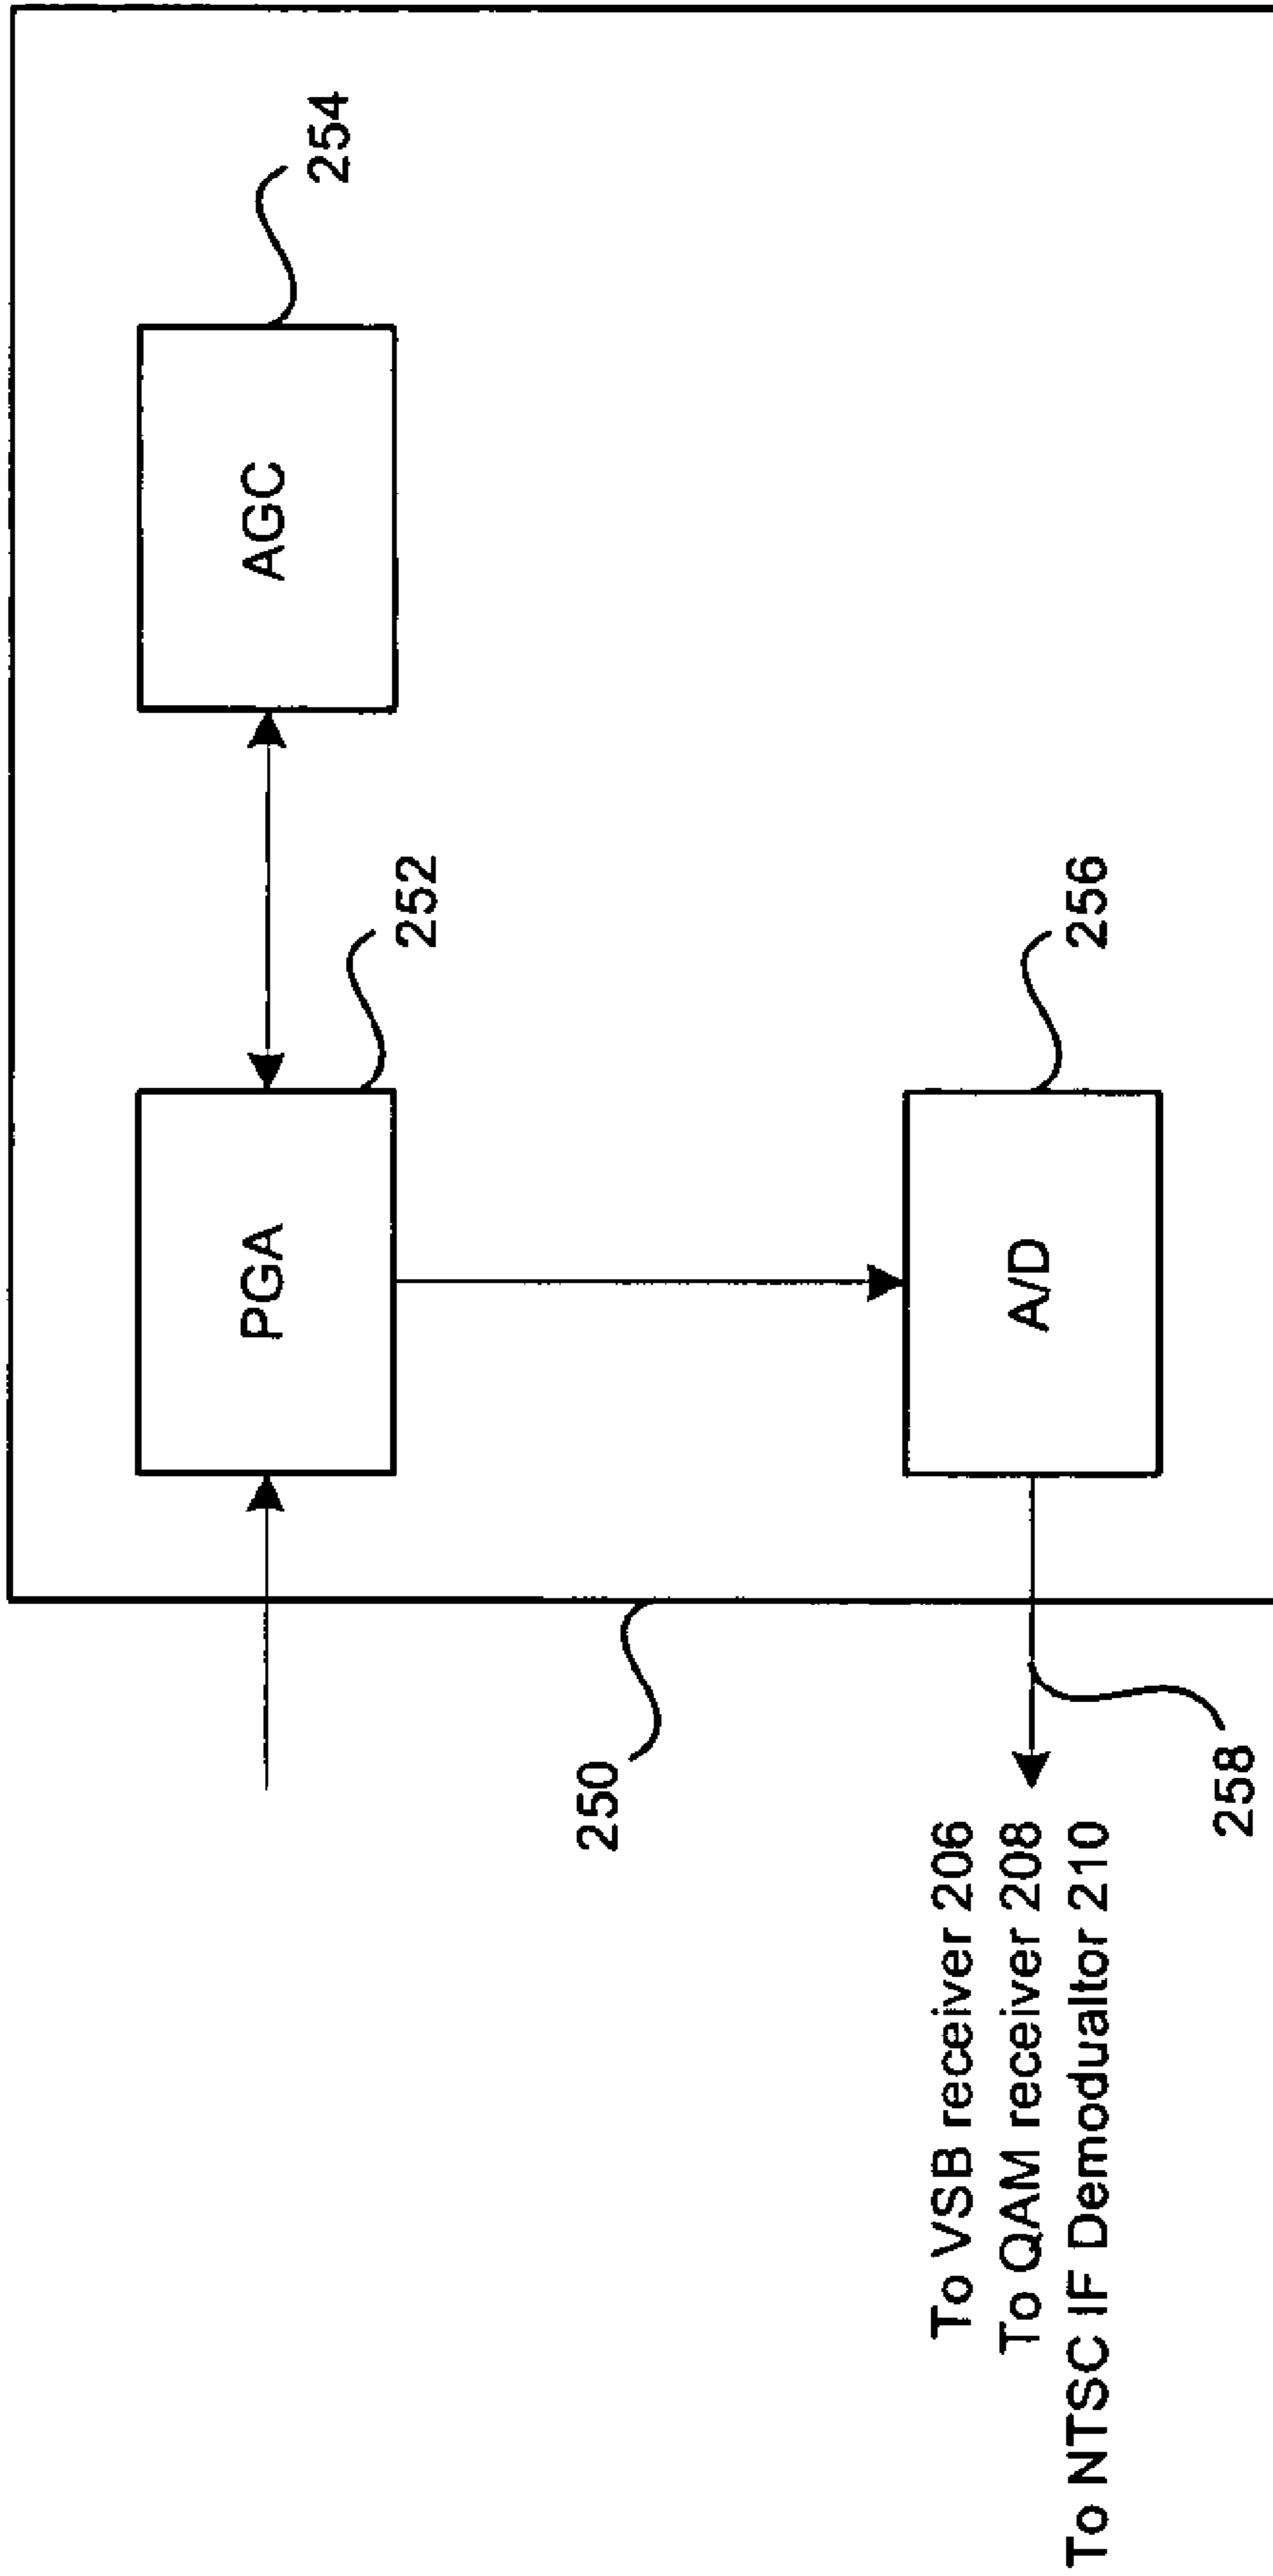 PGA
AGC
254
252
250
A/D
256
258
To VSB receiver 206
To QAM receiver 208
To NTSC IF Demodualtor 210